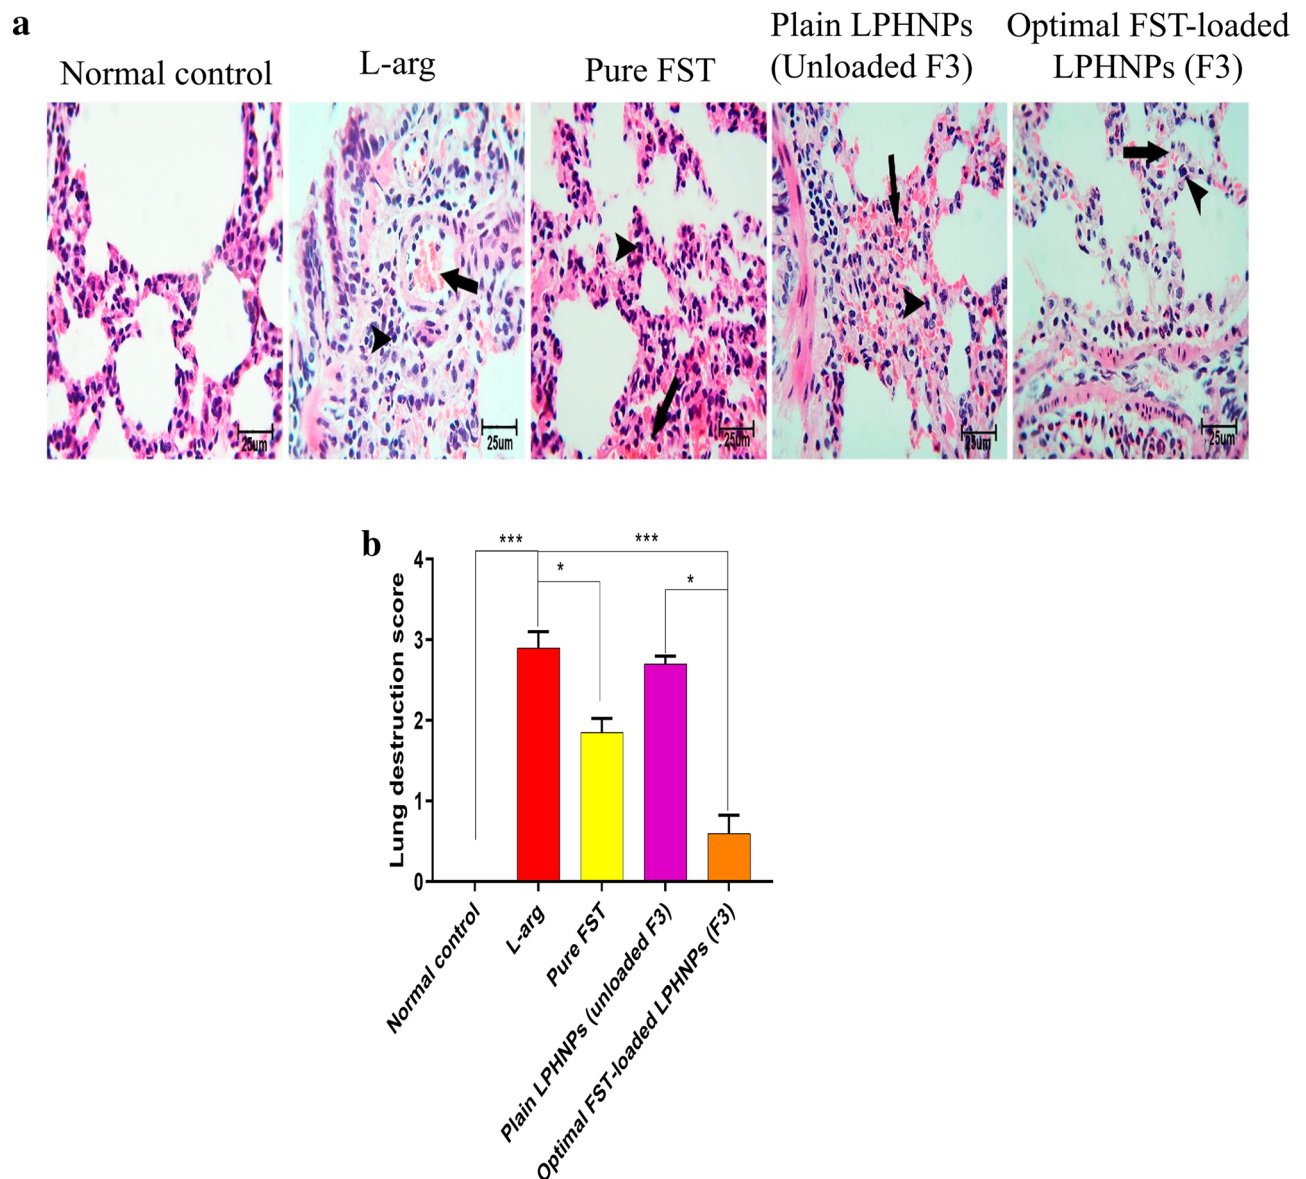 a
Normal control
L-arg
Pure FST
Plain LPHNPs
(Unloaded F3)
Optimal FST-loaded
LPHNPs (F3)
25um
25um
25um
25um
25um
b
***
***
*
*
Lung destruction score
4
3
2
1
0
Normal control
L-arg
Pure FST
Plain LPHNPs (unloaded F3)
Optimal FST-loaded LPHNPs (F3)